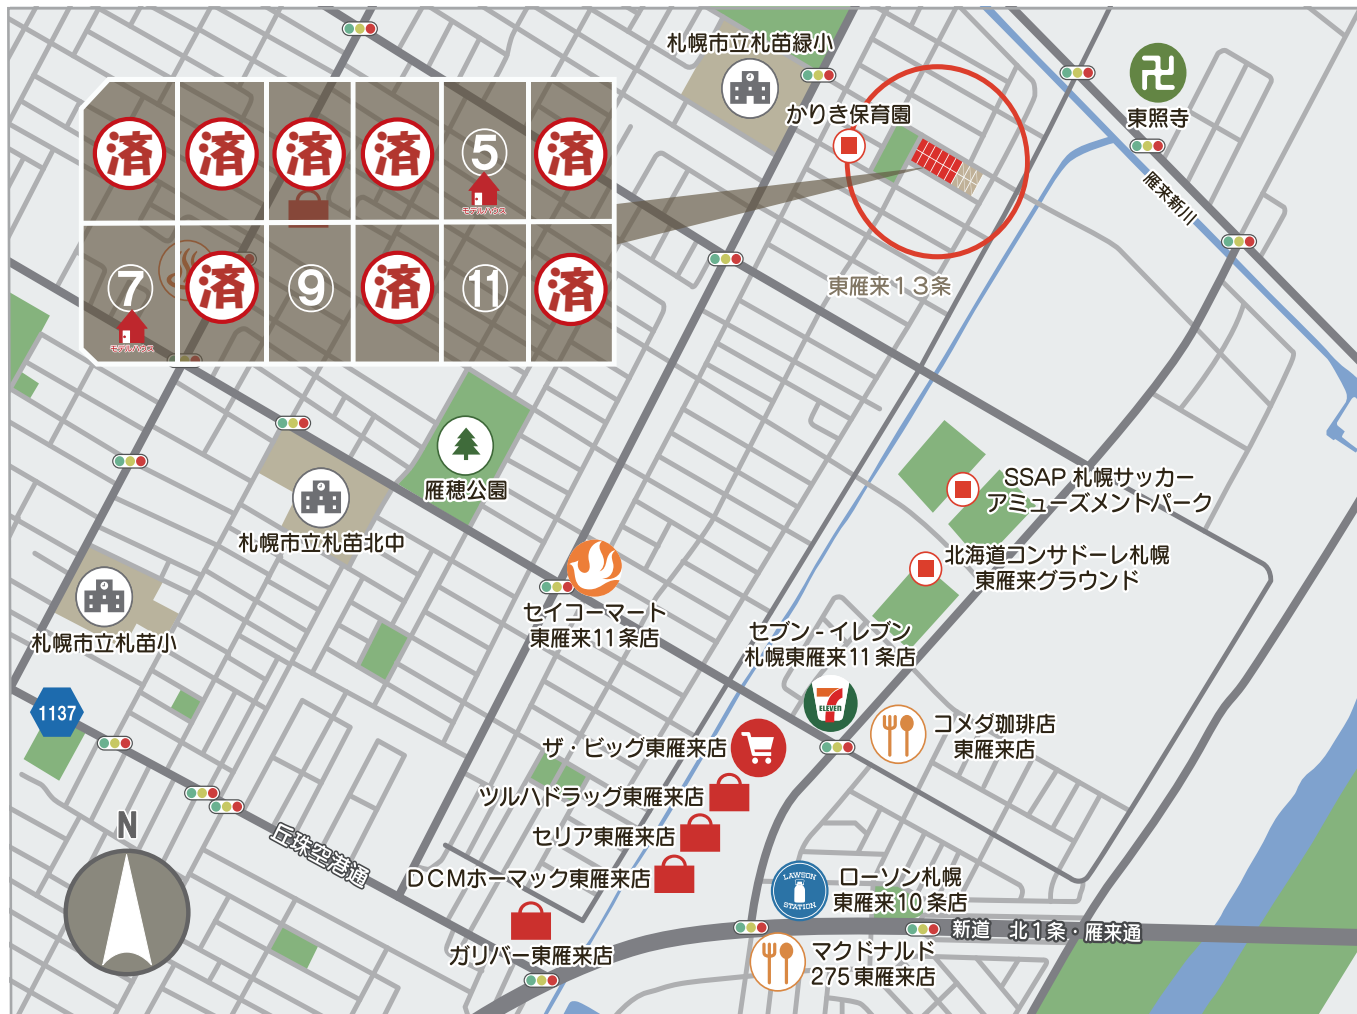 札幌市立札苗緑小
かりき保育園
東照寺
雁来新川
東雁来13条
済
済
済
済
⑤
モデルハウス
済
⑦
モデルハウス
済
⑨
済
⑪
済
雁穂公園
札幌市立札苗北中
札幌市立札苗小
SSAP 札幌サッカー
アミューズメントパーク
北海道コンサドーレ札幌
東雁来グラウンド
セイコーマート
東雁来11条店
セブン-イレブン
札幌東雁来11条店
7
ELEVEN
コメダ珈琲店
東雁来店
1137
ザ・ビッグ東雁来店
ツルハドラッグ東雁来店
セリア東雁来店
DCMホーマック東雁来店
ガリバー東雁来店
N
丘珠空港通
LAWSON
STATION
ローソン札幌
東雁来10条店
新道 北1条・雁来通
マクドナルド
275東雁来店